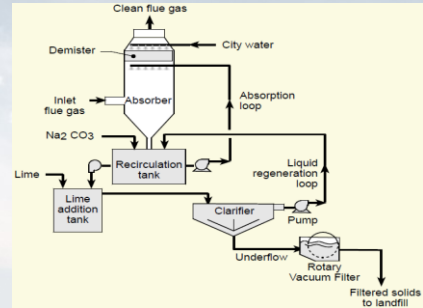 Clean flue gas
City water
Demister
Absorption
loop
Inlet
flue gas
Absorber
Na2 CO3
Recirculation
tank
Liquid
regeneration
loop
Lime
Lime
addition
tank
Clarifier
Pump
Underflow
Rotary
Vacuum Filter
Filtered solids
to landfill